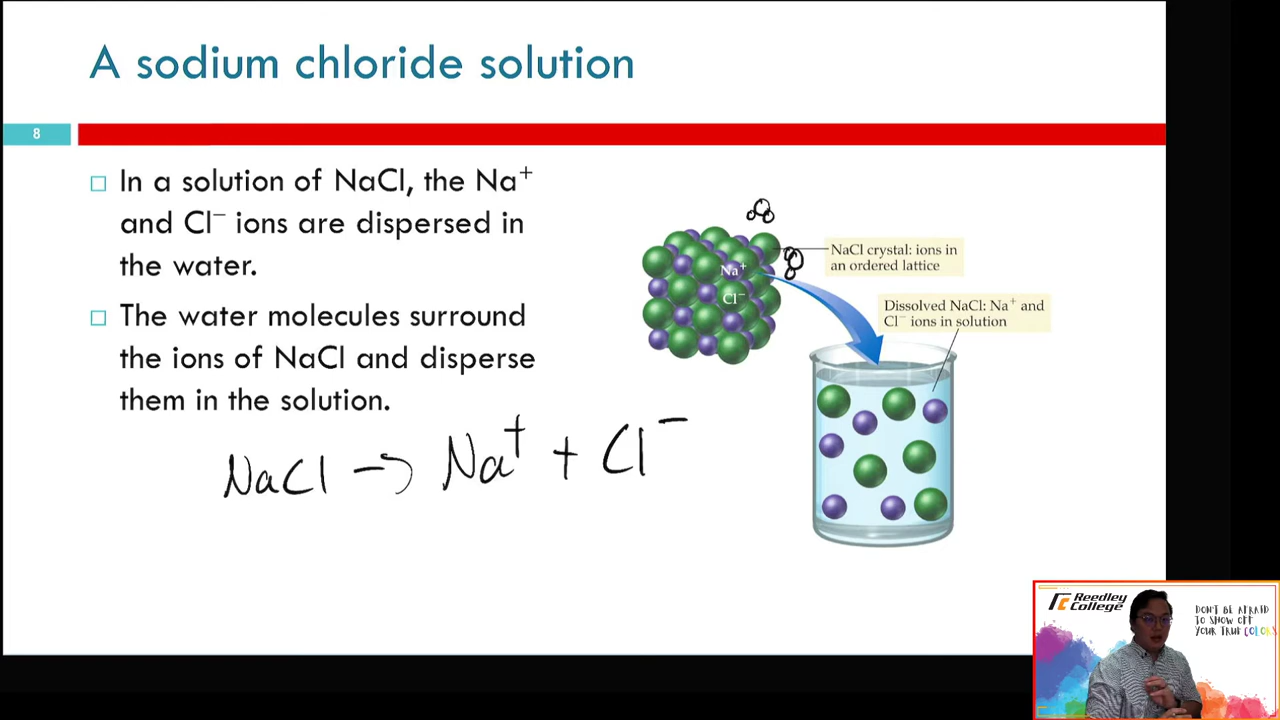 A sodium chloride solution
8
□ In a solution of NaCl, the Na⁺
and Cl⁻ ions are dispersed in
the water.
□ The water molecules surround
the ions of NaCl and disperse
them in the solution.
NaCl → Na⁺ + Cl⁻
Na⁺
Cl⁻
NaCl crystal: ions in
an ordered lattice
Dissolved NaCl: Na⁺ and
Cl⁻ ions in solution
Reedley
College
DON'T BE AFRAID
TO SHOW OFF
YOUR TRUE COLORS